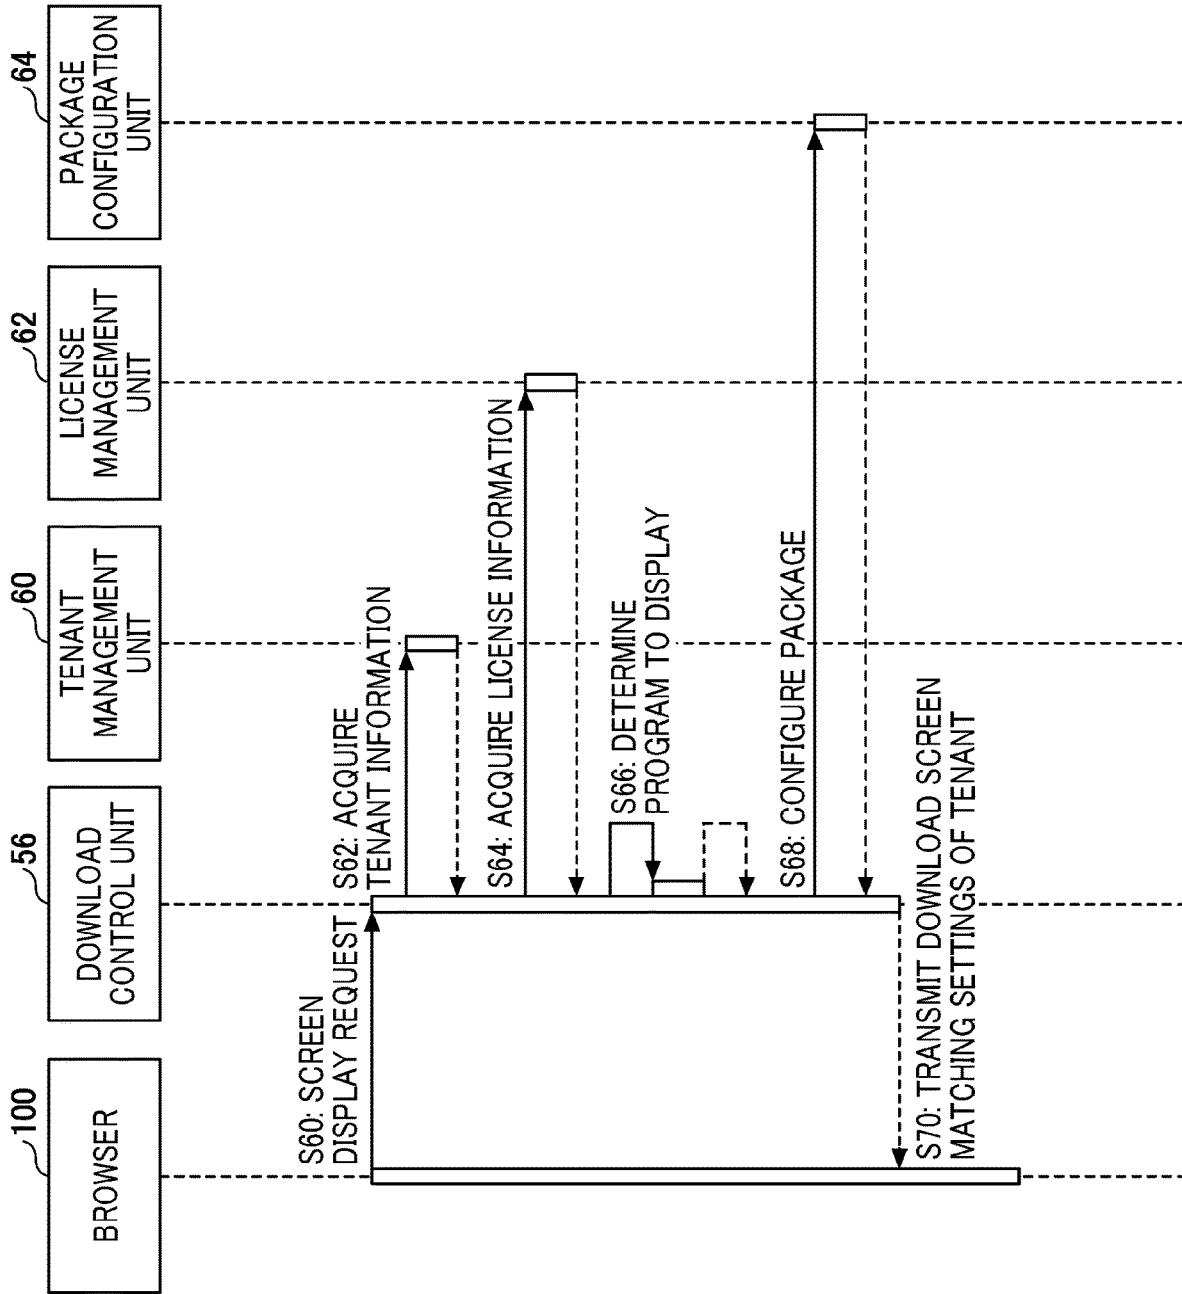 100
BROWSER
56
DOWNLOAD
CONTROL UNIT
60
TENANT
MANAGEMENT
UNIT
62
LICENSE
MANAGEMENT
UNIT
64
PACKAGE
CONFIGURATION
UNIT
S60: SCREEN
DISPLAY REQUEST
S62: ACQUIRE
TENANT INFORMATION
S64: ACQUIRE LICENSE INFORMATION
S66: DETERMINE
PROGRAM TO DISPLAY
S68: CONFIGURE PACKAGE
S70: TRANSMIT DOWNLOAD SCREEN
MATCHING SETTINGS OF TENANT